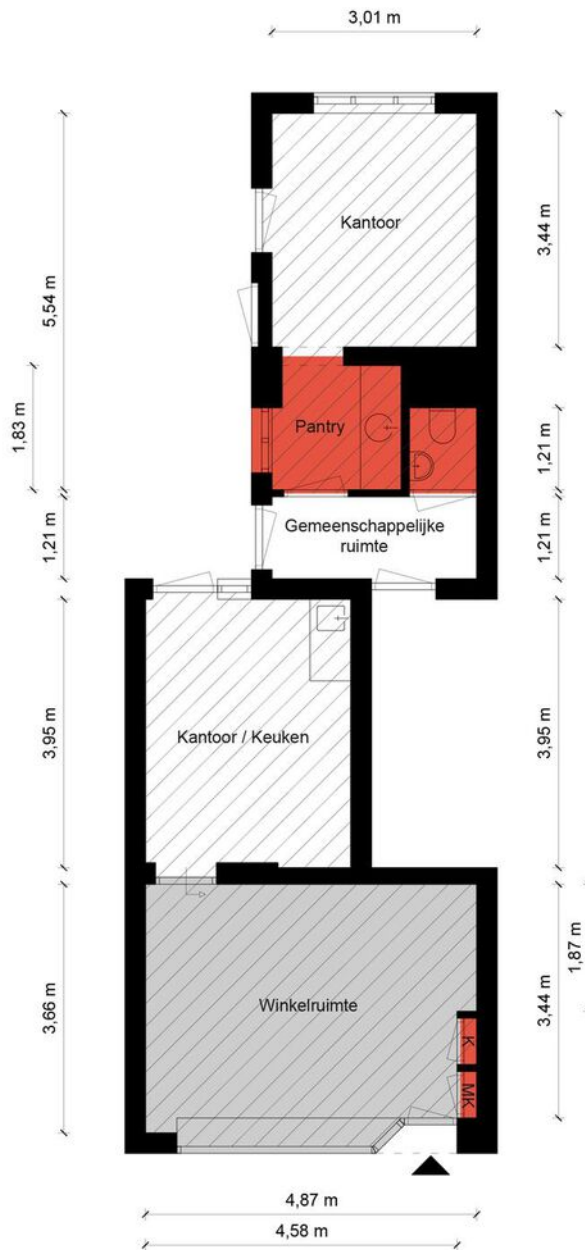 3,01 m
Kantoor
5,54 m
3,44 m
1,83 m
Pantry
1,21 m
1,21 m
Gemeenschappelijke
ruimte
1,21 m
3,95 m
Kantoor / Keuken
3,95 m
3,66 m
Winkelruimte
3,44 m
1,87 m
K
MK
4,87 m
4,58 m